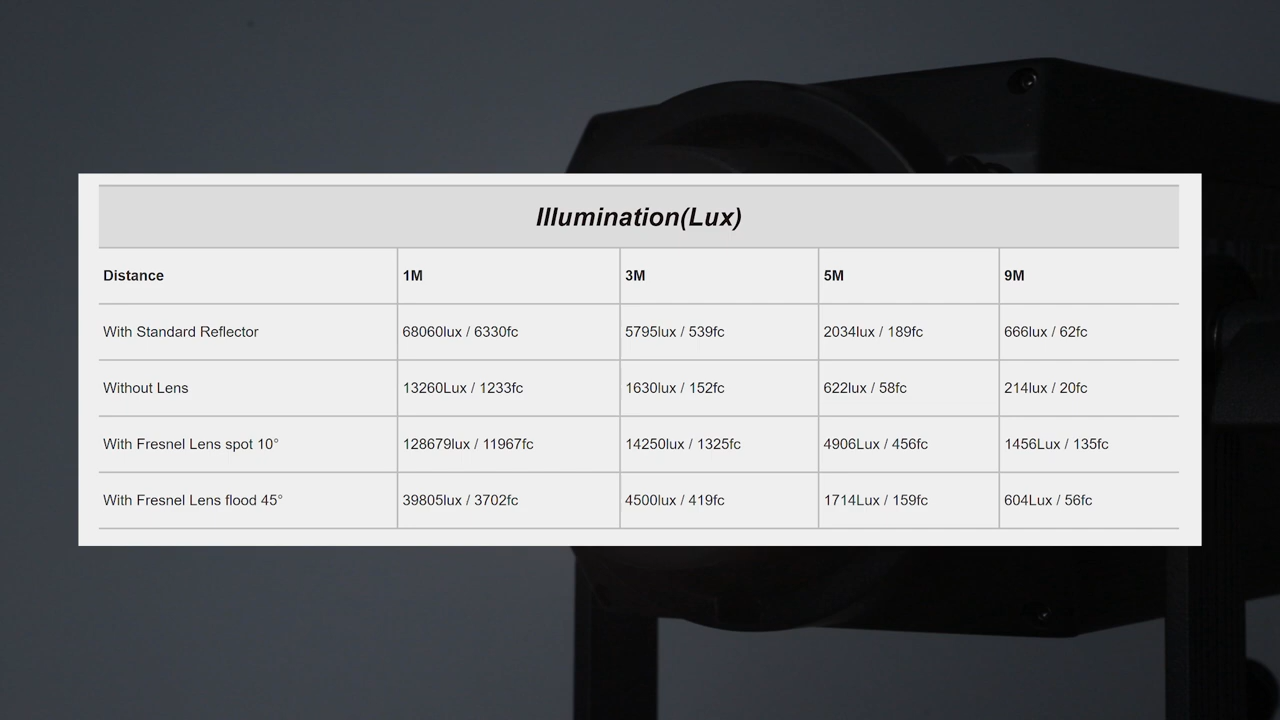 Illumination(Lux)
Distance 1M 3M 5M 9M
With Standard Reflector 68060lux / 6330fc 5795lux / 539fc 2034lux / 189fc 666lux / 62fc
Without Lens 13260Lux / 1233fc 1630lux / 152fc 622lux / 58fc 214lux / 20fc
With Fresnel Lens spot 10° 128679lux / 11967fc 14250lux / 1325fc 4906Lux / 456fc 1456Lux / 135fc
With Fresnel Lens flood 45° 39805lux / 3702fc 4500lux / 419fc 1714Lux / 159fc 604Lux / 56fc